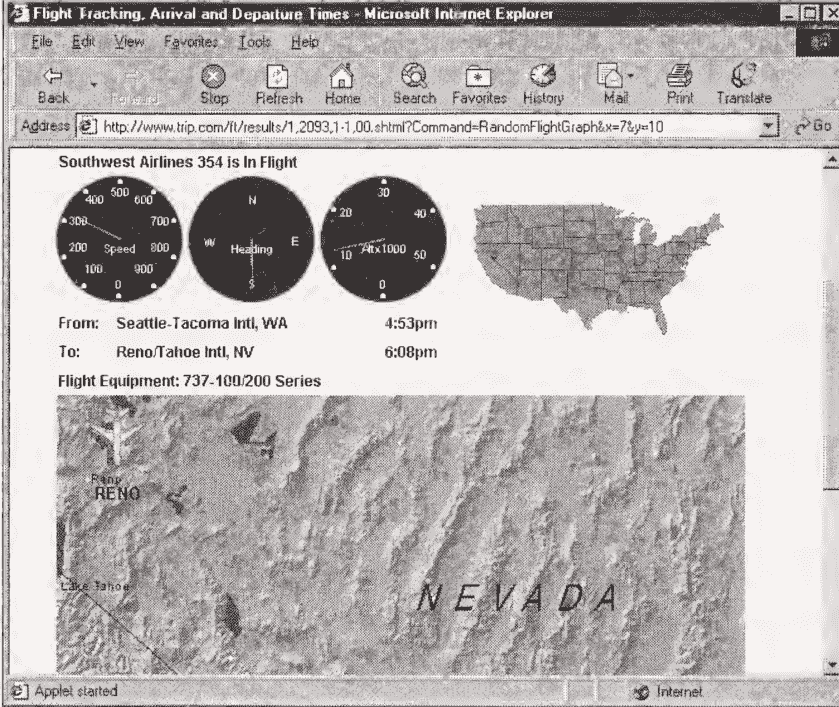 Flight Tracking, Arrival and Departure Times - Microsoft Internet Explorer
File Edit View Favorites Tools Help
Back Forward Stop Refresh Home Search Favorites History Mail Print Translate
Address http://www.trip.com/ft/results/1,2093,1-1,00.shtml?Command=RandomFlightGraph&x=7&y=10 Go
Southwest Airlines 354 is In Flight
0 100 200 300 400 500 600 700 800 900 Speed
N W Heading E S
0 10 20 30 40 50 Altx1000
From: Seattle-Tacoma Intl, WA 4:53pm
To: Reno/Tahoe Intl, NV 6:08pm
Flight Equipment: 737-100/200 Series
RENO
Lake Tahoe
NEVADA
Applet started Internet